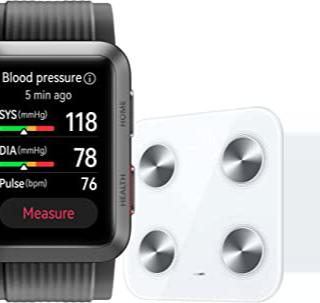 Blood pressure ⓘ
5 min ago
SYS(mmHg) 118
DIA(mmHg) 78
Pulse(bpm) 76
Measure
HOME
HEALTH